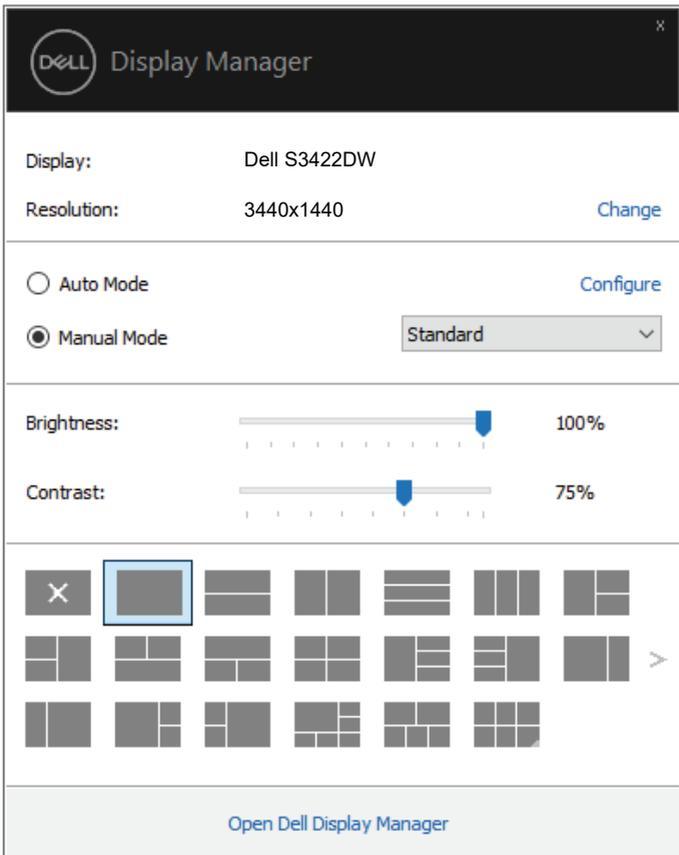 x
DELL Display Manager
Display: Dell S3422DW
Resolution: 3440x1440 Change
Auto Mode Configure
Manual Mode Standard
Brightness: 100%
Contrast: 75%
>
Open Dell Display Manager